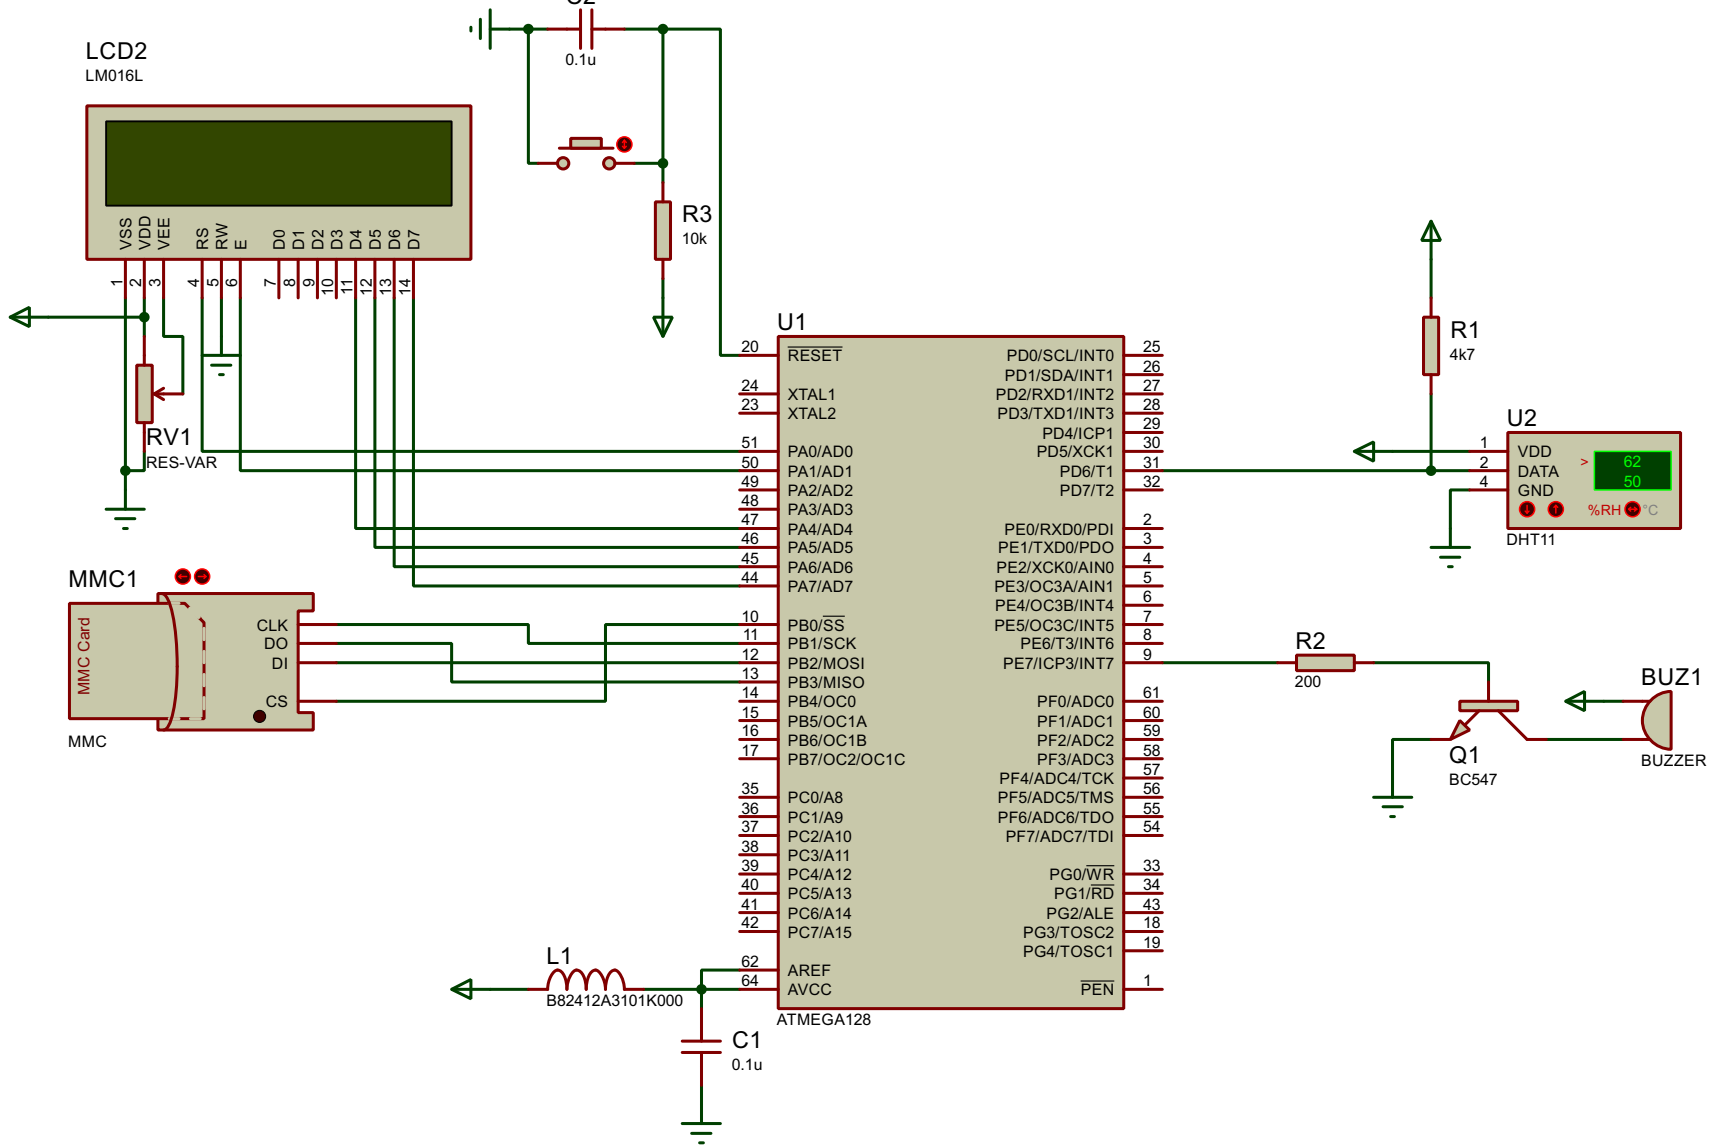 C2
0.1u
LCD2
LM016L
VSS
VDD
VEE
RS
RW
E
D0
D1
D2
D3
D4
D5
D6
D7
1
2
3
4
5
6
7
8
9
10
11
12
13
14
R3
10k
RV1
RES-VAR
MMC1
MMC Card
CLK
DO
DI
CS
MMC
U1
20 RESET
24 XTAL1
23 XTAL2
51 PA0/AD0
50 PA1/AD1
49 PA2/AD2
48 PA3/AD3
47 PA4/AD4
46 PA5/AD5
45 PA6/AD6
44 PA7/AD7
10 PB0/SS
11 PB1/SCK
12 PB2/MOSI
13 PB3/MISO
14 PB4/OC0
15 PB5/OC1A
16 PB6/OC1B
17 PB7/OC2/OC1C
35 PC0/A8
36 PC1/A9
37 PC2/A10
38 PC3/A11
39 PC4/A12
40 PC5/A13
41 PC6/A14
42 PC7/A15
62 AREF
64 AVCC
PD0/SCL/INT0 25
PD1/SDA/INT1 26
PD2/RXD1/INT2 27
PD3/TXD1/INT3 28
PD4/ICP1 29
PD5/XCK1 30
PD6/T1 31
PD7/T2 32
PE0/RXD0/PDI 2
PE1/TXD0/PDO 3
PE2/XCK0/AIN0 4
PE3/OC3A/AIN1 5
PE4/OC3B/INT4 6
PE5/OC3C/INT5 7
PE6/T3/INT6 8
PE7/ICP3/INT7 9
PF0/ADC0 61
PF1/ADC1 60
PF2/ADC2 59
PF3/ADC3 58
PF4/ADC4/TCK 57
PF5/ADC5/TMS 56
PF6/ADC6/TDO 55
PF7/ADC7/TDI 54
PG0/WR 33
PG1/RD 34
PG2/ALE 43
PG3/TOSC2 18
PG4/TOSC1 19
PEN 1
ATMEGA128
L1
B82412A3101K000
C1
0.1u
R1
4k7
U2
1 VDD
2 DATA
4 GND
> 62
50
%RH °C
DHT11
R2
200
Q1
BC547
BUZ1
BUZZER